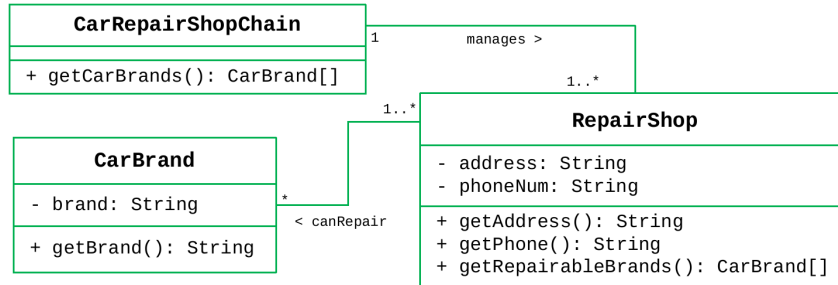 CarRepairShopChain
+ getCarBrands(): CarBrand[]
1
manages >
1..*
1..*
RepairShop
- address: String
- phoneNum: String
+ getAddress(): String
+ getPhone(): String
+ getRepairableBrands(): CarBrand[]
CarBrand
- brand: String
+ getBrand(): String
*
< canRepair